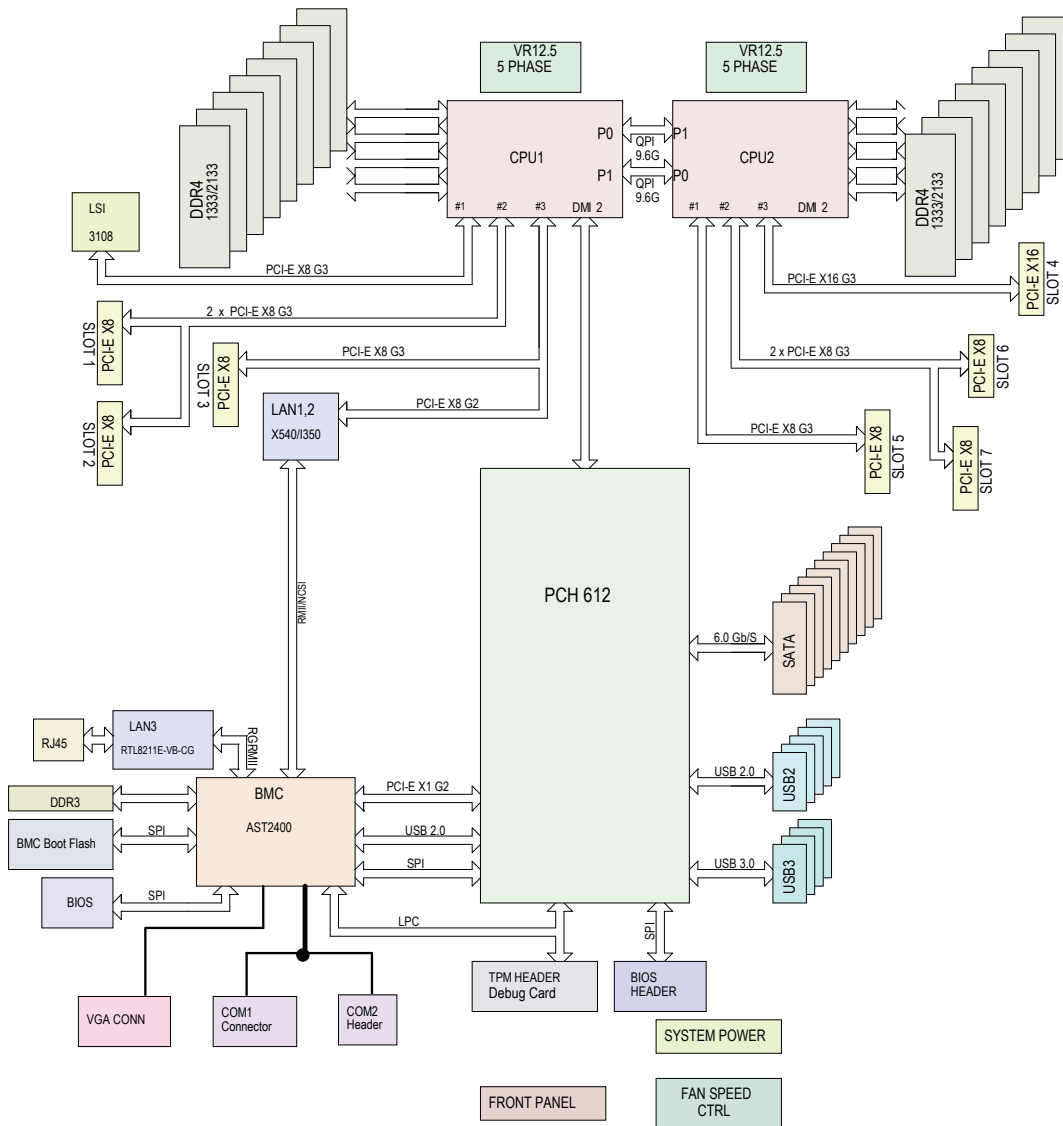 VR12.5
5 PHASE
VR12.5
5 PHASE
DDR4
1333/2133
CPU1
P0
P1
#1
#2
#3
DMI 2
QPI
9.6G
QPI
9.6G
P1
P0
CPU2
#1
#2
#3
DMI 2
DDR4
1333/2133
LSI
3108
PCI-E X8 G3
PCI-E X16 G3
PCI-E X16
SLOT 4
2 x PCI-E X8 G3
PCI-E X8
SLOT 1
PCI-E X8 G3
PCI-E X8
SLOT 3
2 x PCI-E X8 G3
PCI-E X8
SLOT 6
PCI-E X8
SLOT 2
LAN1,2
X540/I350
PCI-E X8 G2
PCI-E X8 G3
PCI-E X8
SLOT 5
PCI-E X8
SLOT 7
PCH 612
RMII/NCSI
6.0 Gb/S
SATA
RJ45
LAN3
RTL8211E-VB-CG
RGRMII
DDR3
BMC
AST2400
PCI-E X1 G2
USB 2.0
USB2
BMC Boot Flash
SPI
USB 2.0
SPI
USB 3.0
USB3
BIOS
SPI
LPC
SPI
TPM HEADER
Debug Card
BIOS
HEADER
VGA CONN
COM1
Connector
COM2
Header
SYSTEM POWER
FRONT PANEL
FAN SPEED
CTRL